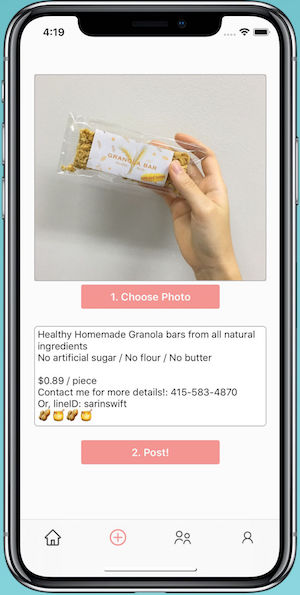 4:19
GRANOLA BAR
1. Choose Photo
Healthy Homemade Granola bars from all natural
ingredients
No artificial sugar / No flour / No butter
$0.89 / piece
Contact me for more details!: 415-583-4870
Or, lineID: sarinswift
🥜🍯🥜🍯
2. Post!